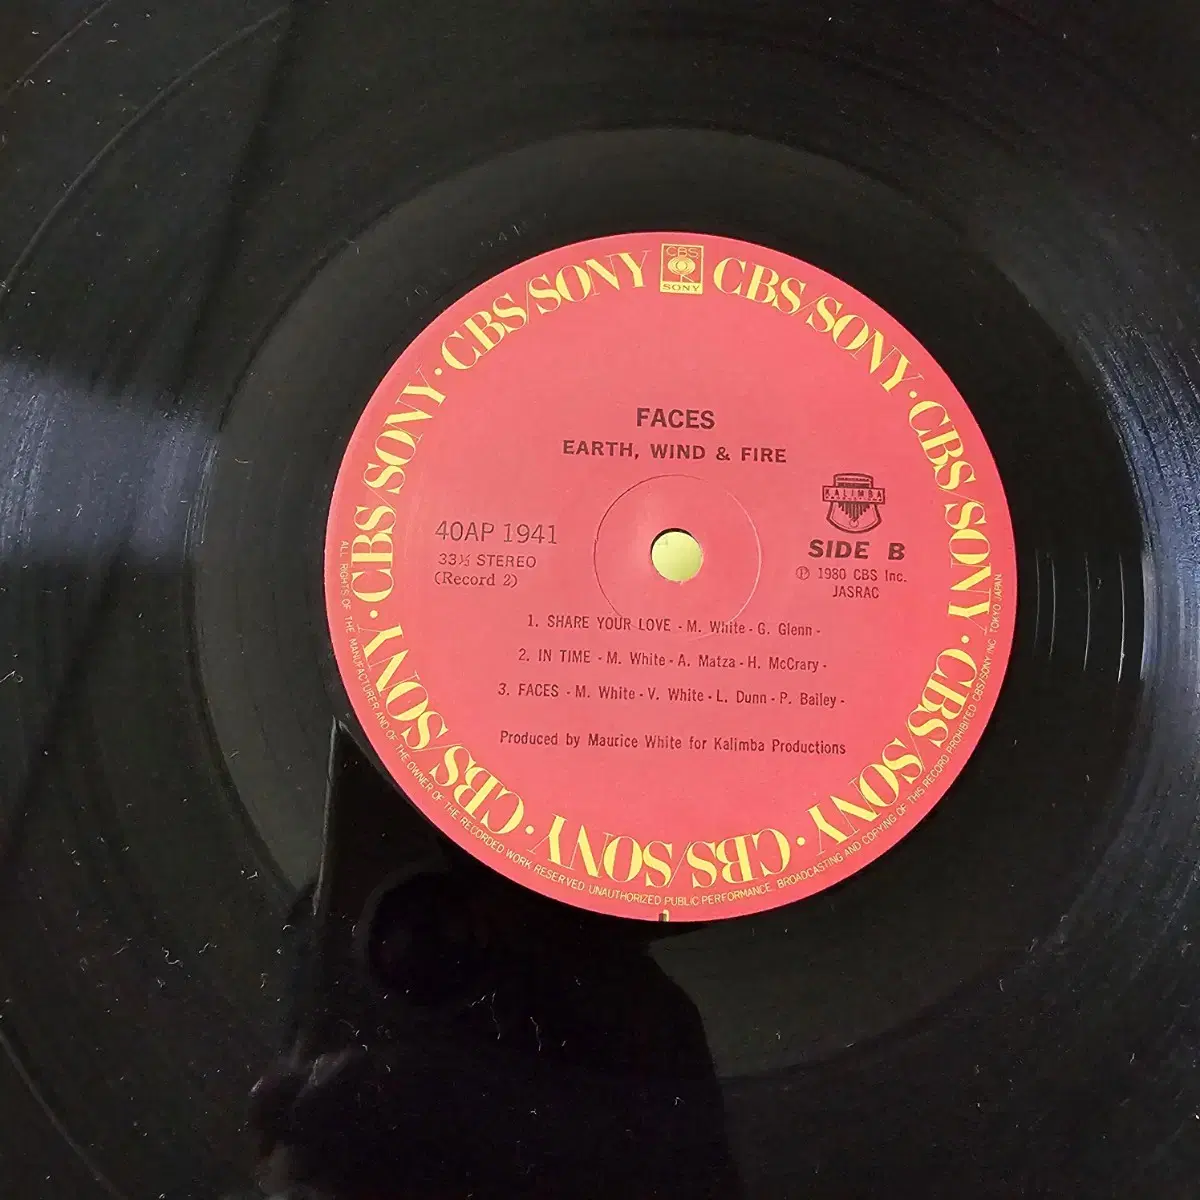 CBS
SONY
CBS/SONY · CBS/SONY · CBS/SONY · CBS/SONY · CBS/SONY · CBS/SONY · CBS/SONY · CBS/SONY
FACES
EARTH, WIND & FIRE
KALIMBA
40AP 1941
SIDE B
33⅓ STEREO
Ⓟ 1980 CBS Inc.
(Record 2)
JASRAC
1. SHARE YOUR LOVE - M. White - G. Glenn -
2. IN TIME - M. White - A. Matza - H. McCrary -
3. FACES - M. White - V. White - L. Dunn - P. Bailey -
Produced by Maurice White for Kalimba Productions
ALL RIGHTS OF THE MANUFACTURER AND OF THE OWNER OF THE RECORDED WORK RESERVED UNAUTHORIZED PUBLIC PERFORMANCE, BROADCASTING AND COPYING OF THIS RECORD PROHIBITED CBS/SONY INC. TOKYO JAPAN